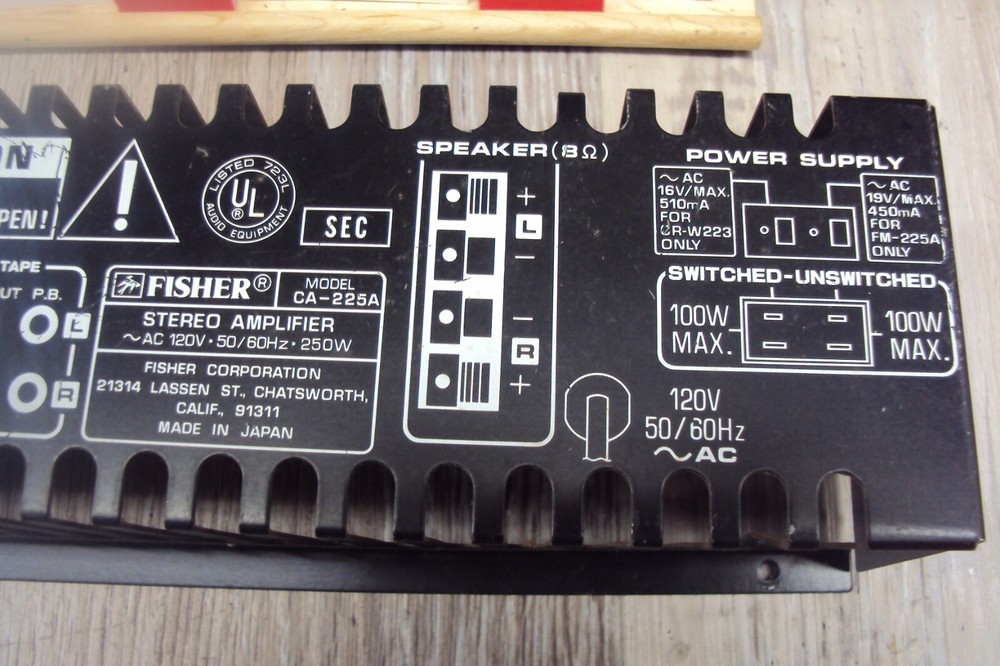 ON
OPEN!
!
LISTED 723L
UL®
AUDIO EQUIPMENT
SEC
TAPE
UT P.B.
L
R
FISHER®
MODEL
CA-225A
STEREO AMPLIFIER
~AC 120V·50/60Hz·250W
FISHER CORPORATION
21314 LASSEN ST., CHATSWORTH,
CALIF., 91311
MADE IN JAPAN
SPEAKER(8Ω)
+
L
−
−
R
+
POWER SUPPLY
~AC
16V/MAX.
510mA
FOR
CR-W223
ONLY
~AC
19V/MAX.
450mA
FOR
FM-225A
ONLY
SWITCHED-UNSWITCHED
100W
MAX.
100W
MAX.
120V
50/60Hz
~AC